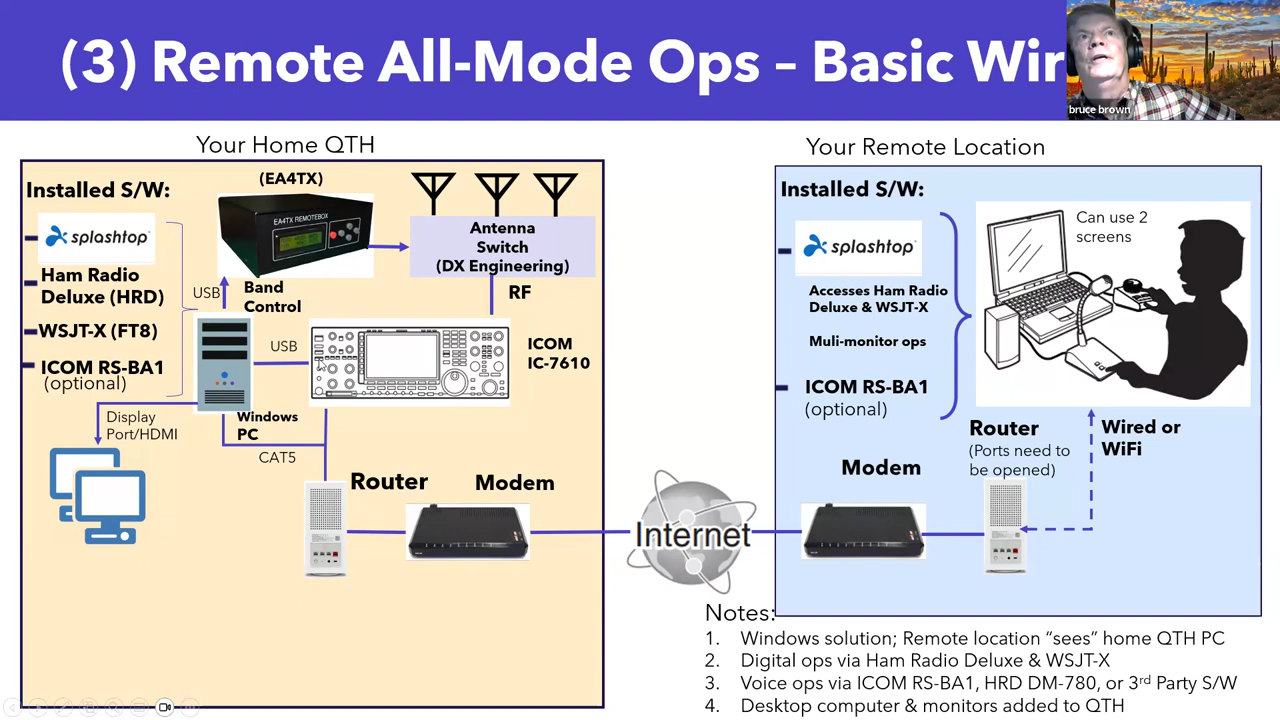 (3) Remote All-Mode Ops – Basic Wir
bruce brown
Your Home QTH
Installed S/W:
splashtop
Ham Radio
Deluxe (HRD)
WSJT-X (FT8)
ICOM RS-BA1
(optional)
Display
Port/HDMI
(EA4TX)
EA4TX REMOTEBOX
USB
Band
Control
Antenna
Switch
(DX Engineering)
RF
USB
ICOM
IC-7610
Windows
PC
CAT5
Router
Modem
Internet
Your Remote Location
Installed S/W:
splashtop
Accesses Ham Radio
Deluxe & WSJT-X
Muli-monitor ops
ICOM RS-BA1
(optional)
Can use 2
screens
Router
(Ports need to
be opened)
Wired or
WiFi
Modem
Notes:
1. Windows solution; Remote location “sees” home QTH PC
2. Digital ops via Ham Radio Deluxe & WSJT-X
3. Voice ops via ICOM RS-BA1, HRD DM-780, or 3rd Party S/W
4. Desktop computer & monitors added to QTH